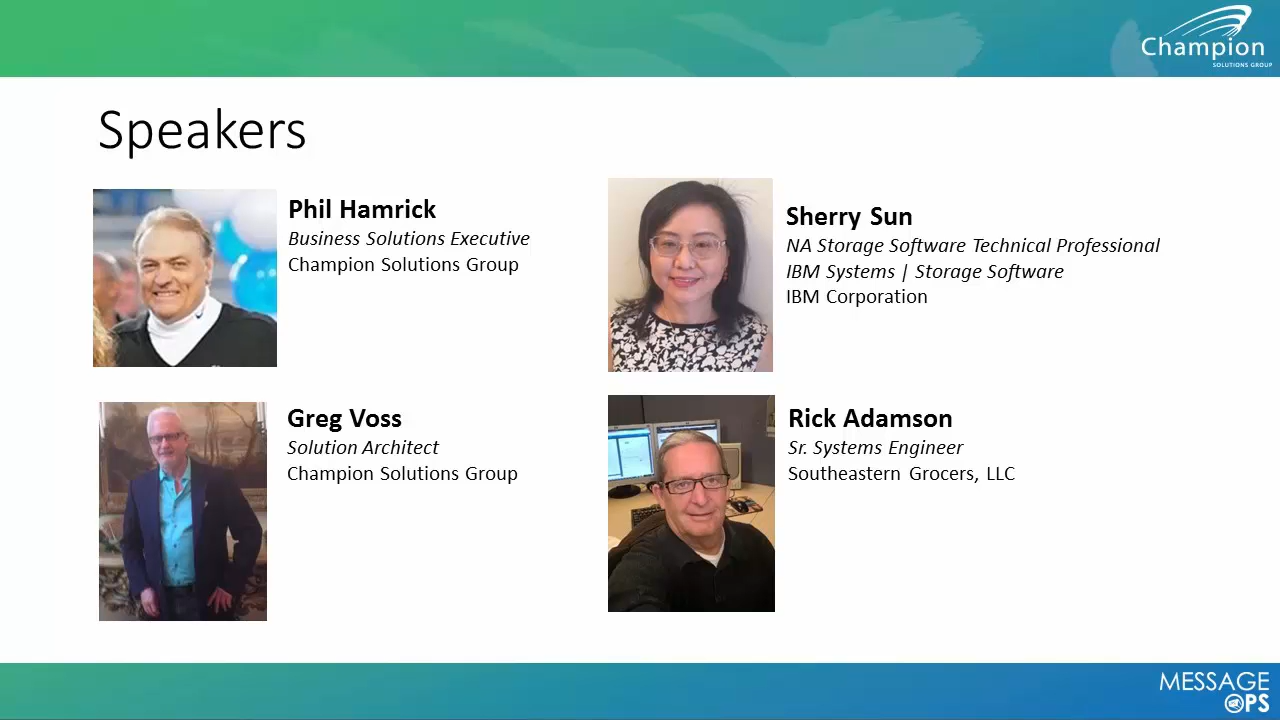 Champion
SOLUTIONS GROUP
Speakers
Phil Hamrick
Business Solutions Executive
Champion Solutions Group
Sherry Sun
NA Storage Software Technical Professional
IBM Systems | Storage Software
IBM Corporation
Greg Voss
Solution Architect
Champion Solutions Group
Rick Adamson
Sr. Systems Engineer
Southeastern Grocers, LLC
MESSAGE
OPS